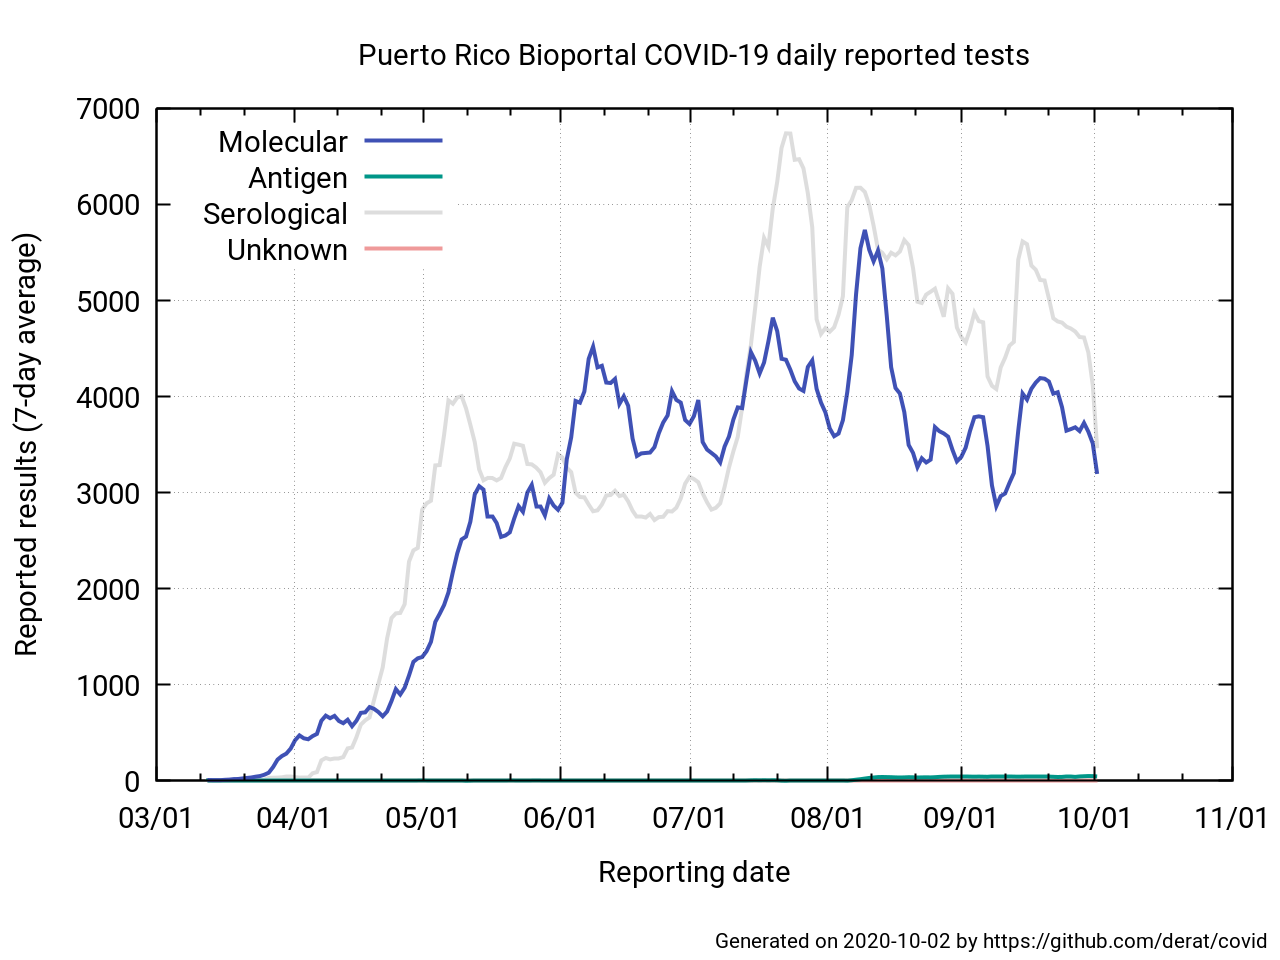 Puerto Rico Bioportal COVID-19 daily reported tests
7000
6000
5000
4000
3000
2000
1000
0
Reported results (7-day average)
Molecular
Antigen
Serological
Unknown
03/01 04/01 05/01 06/01 07/01 08/01 09/01 10/01 11/01
Reporting date
Generated on 2020-10-02 by https://github.com/derat/covid